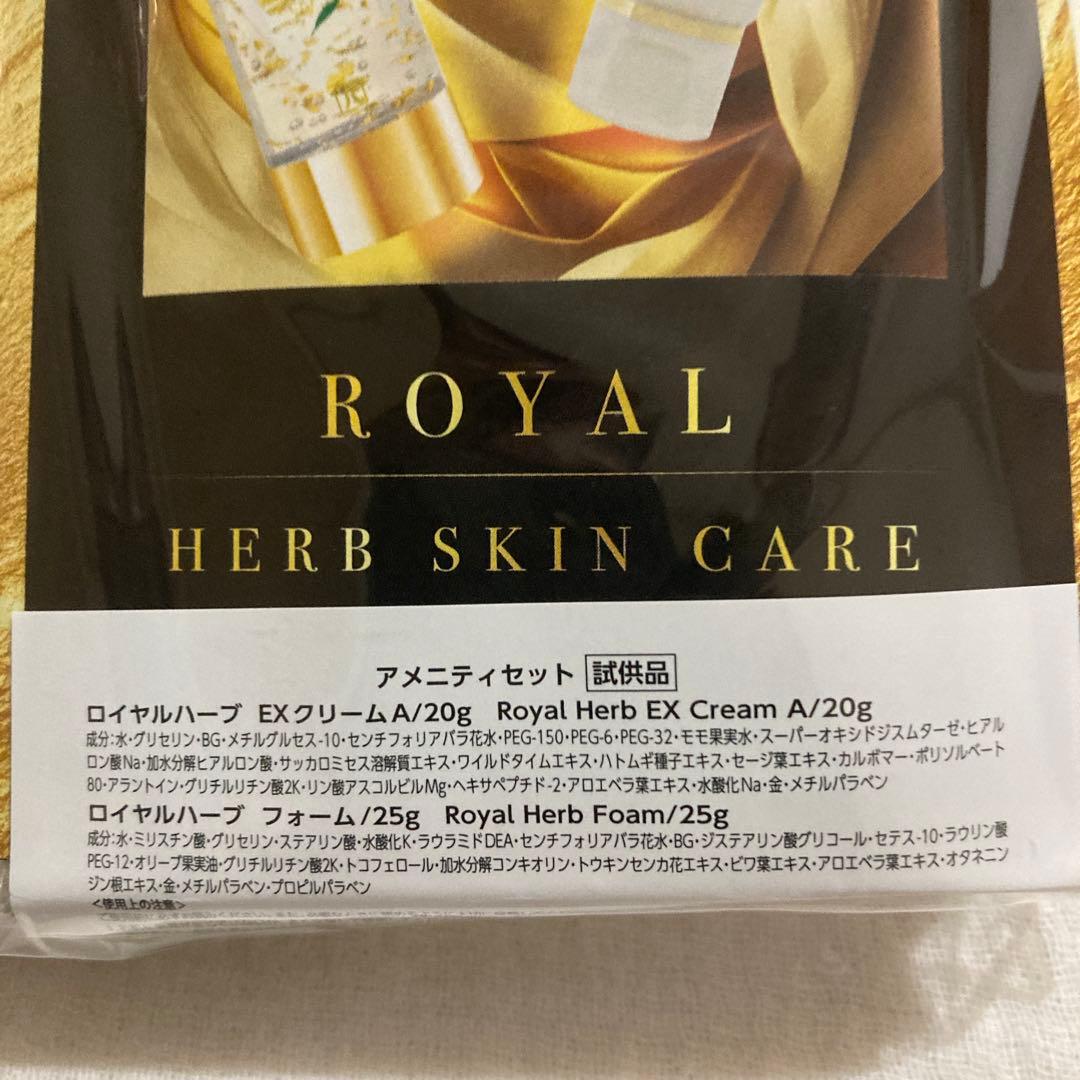 ROYAL
HERB SKIN CARE
アメニティセット 試供品
ロイヤルハーブ EXクリームA/20g Royal Herb EX Cream A/20g
成分:水・グリセリン・BG・メチルグルセス-10・センチフォリアバラ花水・PEG-150・PEG-6・PEG-32・モモ果実水・スーパーオキシドジスムターゼ・ヒアル
ロン酸Na・加水分解ヒアルロン酸・サッカロミセス溶解質エキス・ワイルドタイムエキス・ハトムギ種子エキス・セージ葉エキス・カルボマー・ポリソルベート
80・アラントイン・グリチルリチン酸2K・リン酸アスコルビルMg・ヘキサペプチド-2・アロエベラ葉エキス・水酸化Na・金・メチルパラベン
ロイヤルハーブ フォーム/25g Royal Herb Foam/25g
成分:水・ミリスチン酸・グリセリン・ステアリン酸・水酸化K・ラウラミドDEA・センチフォリアバラ花水・BG・ジステアリン酸グリコール・セテス-10・ラウリン酸
PEG-12・オリーブ果実油・グリチルリチン酸2K・トコフェロール・加水分解コンキオリン・トウキンセンカ花エキス・ビワ葉エキス・アロエベラ葉エキス・オタネニン
ジン根エキス・金・メチルパラベン・プロピルパラベン
<使用上の注意>